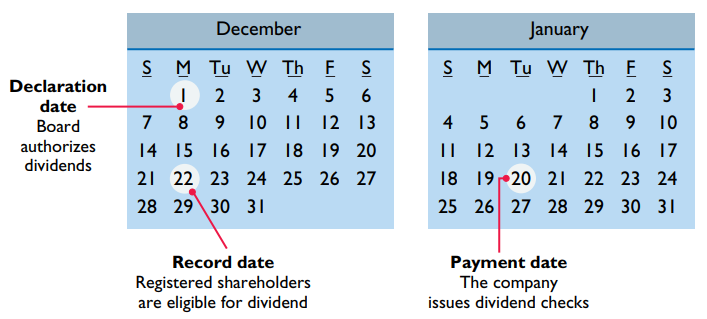 December
S M Tu W Th F S
1 2 3 4 5 6
7 8 9 10 11 12 13
14 15 16 17 18 19 20
21 22 23 24 25 26 27
28 29 30 31
January
S M Tu W Th F S
1 2 3
4 5 6 7 8 9 10
11 12 13 14 15 16 17
18 19 20 21 22 23 24
25 26 27 28 29 30 31
Declaration
date
Board
authorizes
dividends
Record date
Registered shareholders
are eligible for dividend
Payment date
The company
issues dividend checks